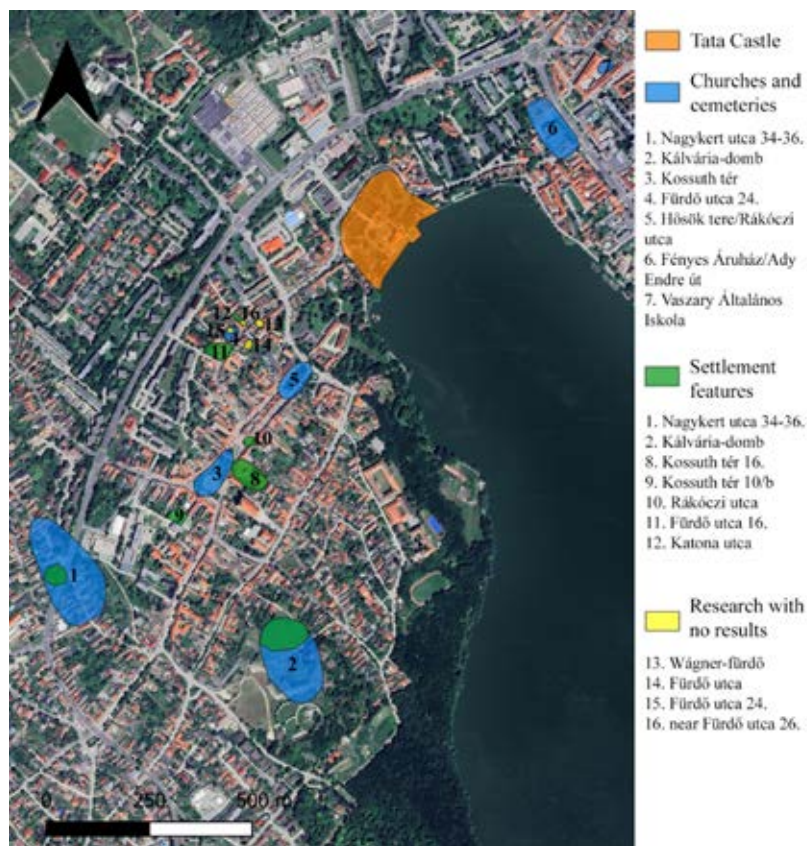 Tata Castle
Churches and
cemeteries
1. Nagykert utca 34-36.
2. Kálvária-domb
3. Kossuth tér
4. Fürdő utca 24.
5. Hősök tere/Rákóczi
utca
6. Fényes Áruház/Ady
Endre út
7. Vaszary Általános
Iskola
Settlement
features
1. Nagykert utca 34-36.
2. Kálvária-domb
8. Kossuth tér 16.
9. Kossuth tér 10/b
10. Rákóczi utca
11. Fürdő utca 16.
12. Katona utca
Research with
no results
13. Wágner-fürdő
14. Fürdő utca
15. Fürdő utca 24.
16. near Fürdő utca 26.
6
12 16
14
11
5
10
3
8
9
1
2
0 250 500 m